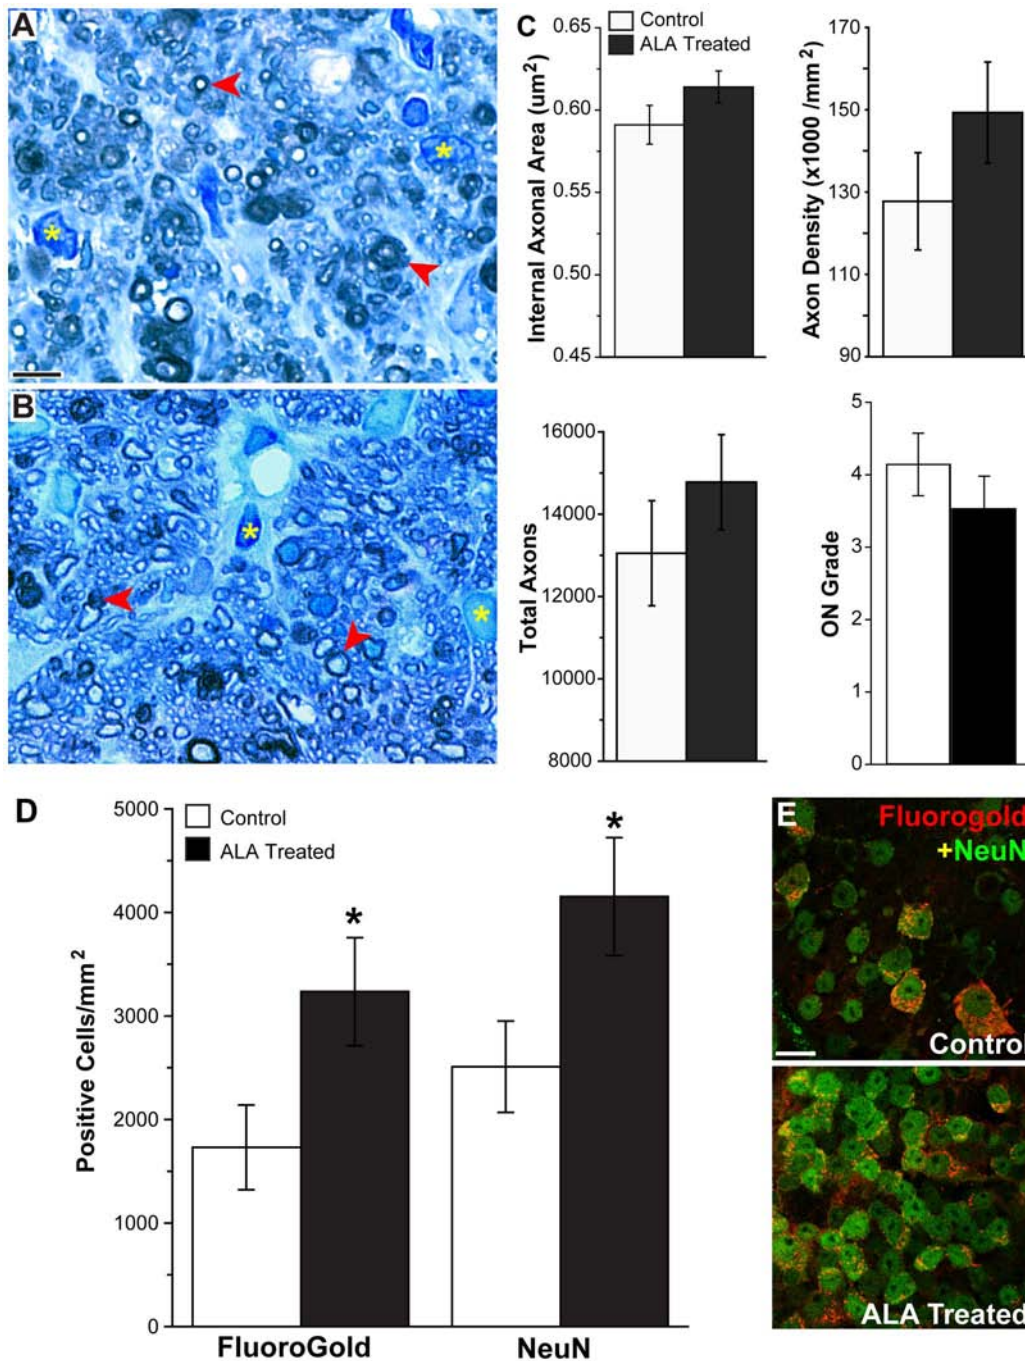 A
B
C
Control
ALA Treated
Internal Axonal Area (um²)
0.65
0.60
0.55
0.50
0.45
Axon Density (x1000 /mm²)
170
150
130
110
90
Total Axons
16000
14000
12000
10000
8000
ON Grade
5
4
3
2
1
0
D
Control
ALA Treated
Positive Cells/mm²
5000
4000
3000
2000
1000
0
*
*
FluoroGold
NeuN
E
Fluorogold
+NeuN
Control
ALA Treated